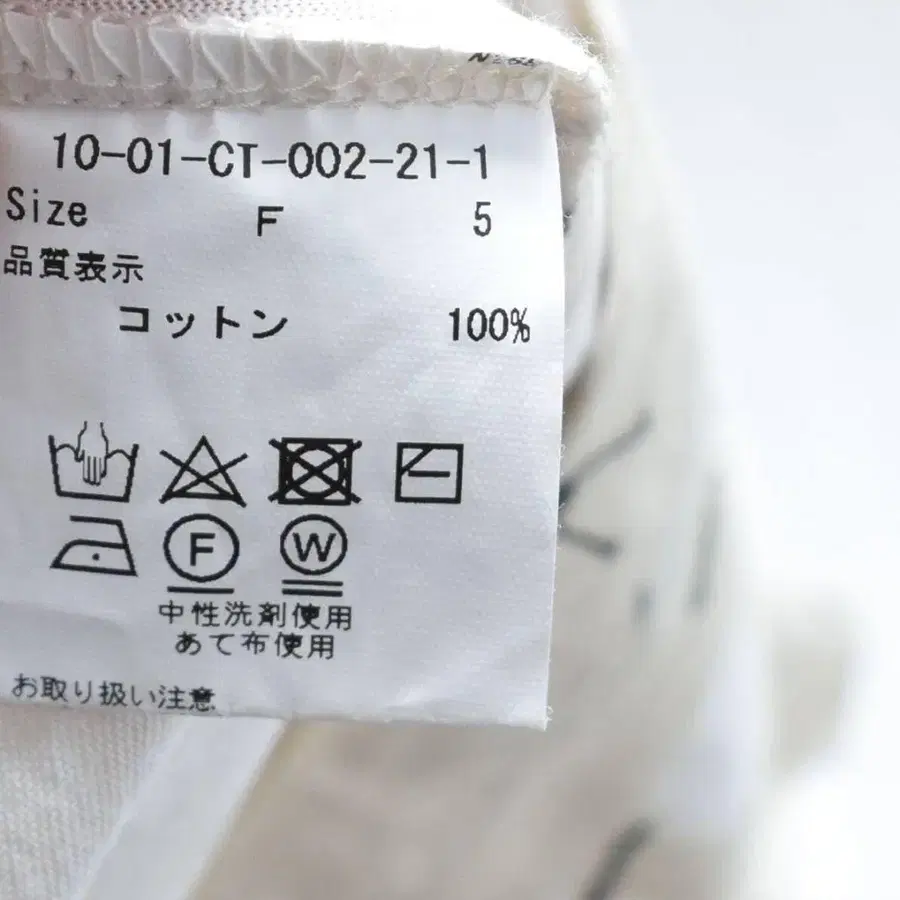 10-01-CT-002-21-1
Size F 5
品質表示
コットン 100%
F W
中性洗剤使用
あて布使用
お取り扱い注意